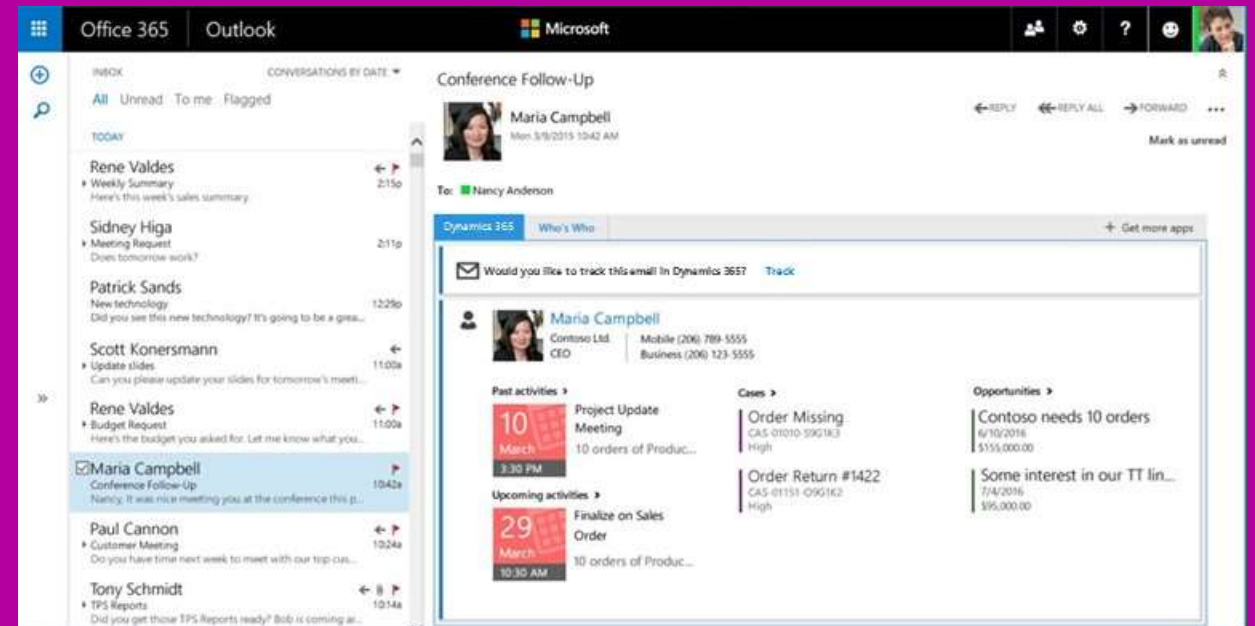 Office 365 Outlook
Microsoft
?
INBOX CONVERSATIONS BY DATE
All Unread To me Flagged
TODAY
Rene Valdes
Weekly Summary 2:15p
Here's this week's sales summary.
Sidney Higa
Meeting Request 2:11p
Does tomorrow work?
Patrick Sands
New technology 12:29p
Did you see this new technology? It's going to be a grea...
Scott Konersmann
Update slides 11:00a
Can you please update your slides for tomorrow's meeti...
Rene Valdes
Budget Request 11:00a
Here's the budget you asked for. Let me know what you...
Maria Campbell
Conference Follow-Up 10:42a
Nancy, It was nice meeting you at the conference this p...
Paul Cannon
Customer Meeting 10:24a
Do you have time next week to meet with our top cus...
Tony Schmidt
TPS Reports 10:14a
Did you get those TPS Reports ready? Bob is coming ar...
Conference Follow-Up
Maria Campbell
Mon 3/9/2015 10:42 AM
REPLY REPLY ALL FORWARD ...
Mark as unread
To: Nancy Anderson
Dynamics 365 Who's Who + Get more apps
Would you like to track this email in Dynamics 365? Track
Maria Campbell
Contoso Ltd. Mobile (206) 789-5555
CEO Business (206) 123-5555
Past activities >
10
March
3:30 PM
Project Update
Meeting
10 orders of Produc...
Upcoming activities >
29
March
10:30 AM
Finalize on Sales
Order
10 orders of Produc...
Cases >
Order Missing
CAS-01010-S9G1K3
High
Order Return #1422
CAS-01151-O9G1K2
High
Opportunities >
Contoso needs 10 orders
6/10/2016
$155,000.00
Some interest in our TT lin...
7/4/2016
$95,000.00